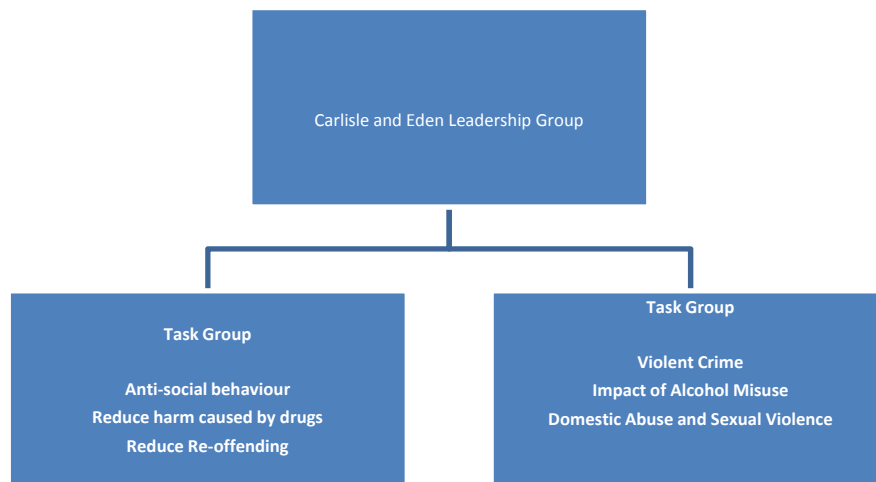 Carlisle and Eden Leadership Group
Task Group
Anti-social behaviour
Reduce harm caused by drugs
Reduce Re-offending
Task Group
Violent Crime
Impact of Alcohol Misuse
Domestic Abuse and Sexual Violence